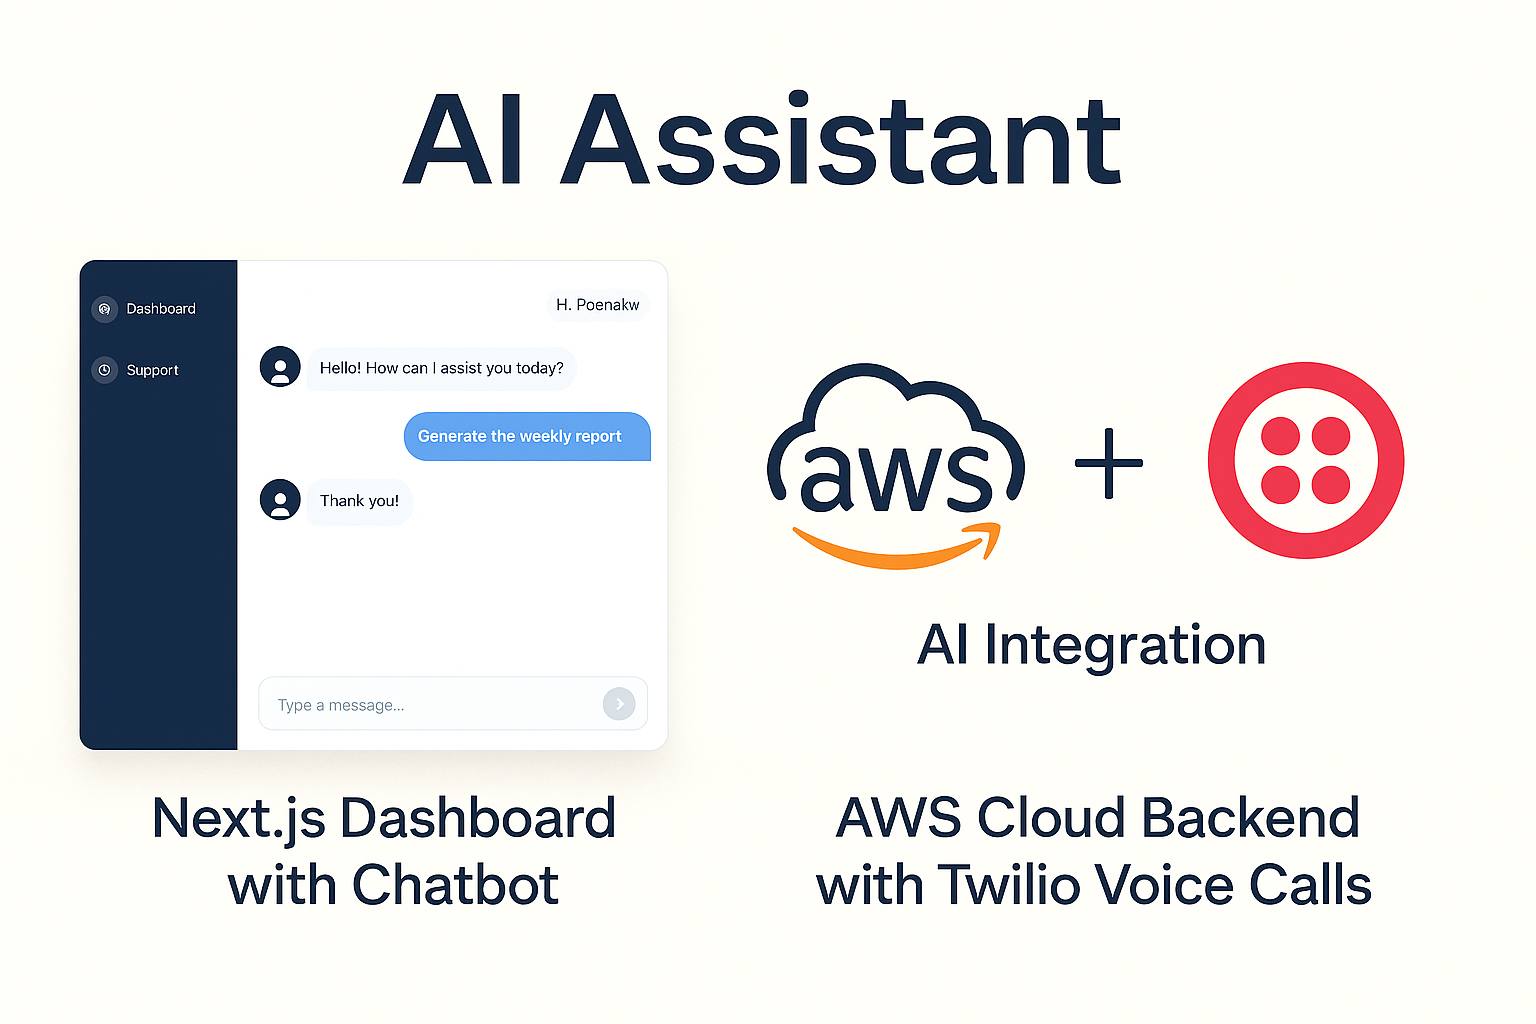 AI Assistant
Dashboard
Support
H. Poenakw
Hello! How can I assist you today?
Generate the weekly report
Thank you!
Type a message...
Next.js Dashboard
with Chatbot
aws
AI Integration
AWS Cloud Backend
with Twilio Voice Calls